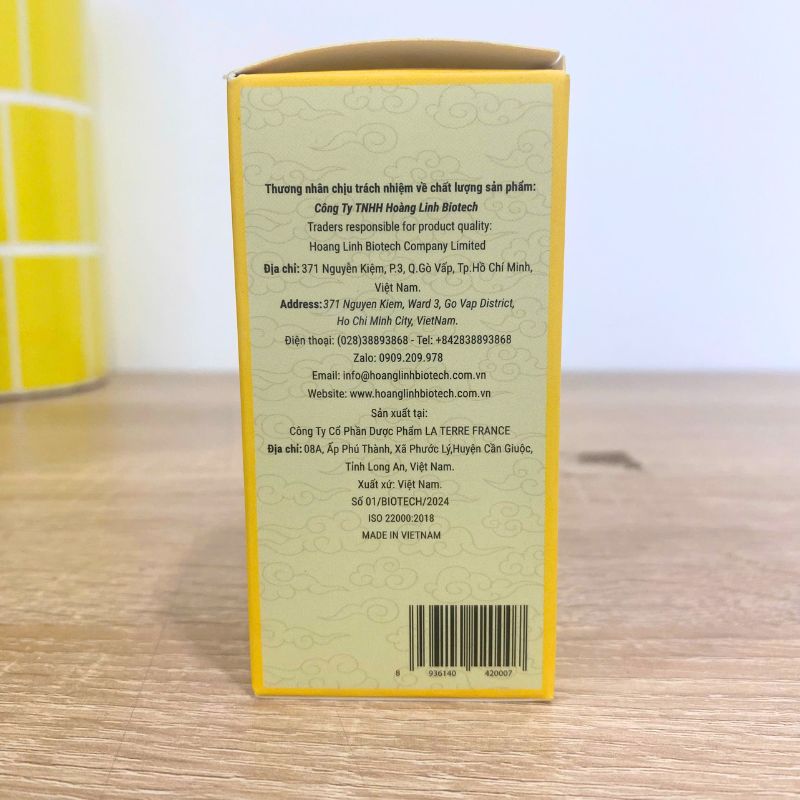 Thương nhân chịu trách nhiệm về chất lượng sản phẩm:
Công Ty TNHH Hoàng Linh Biotech
Traders responsible for product quality:
Hoang Linh Biotech Company Limited
Địa chỉ: 371 Nguyễn Kiệm, P.3, Q.Gò Vấp, Tp.Hồ Chí Minh,
Việt Nam.
Address:371 Nguyen Kiem, Ward 3, Go Vap District,
Ho Chi Minh City, VietNam.
Điện thoại: (028)38893868 - Tel: +842838893868
Zalo: 0909.209.978
Email: info@hoanglinhbiotech.com.vn
Website: www.hoanglinhbiotech.com.vn
Sản xuất tại:
Công Ty Cổ Phần Dược Phẩm LA TERRE FRANCE
Địa chỉ: 08A, Ấp Phú Thành, Xã Phước Lý,Huyện Cần Giuộc,
Tỉnh Long An, Việt Nam.
Xuất xứ: Việt Nam.
Số 01/BIOTECH/2024
ISO 22000:2018
MADE IN VIETNAM
8 936140 420007